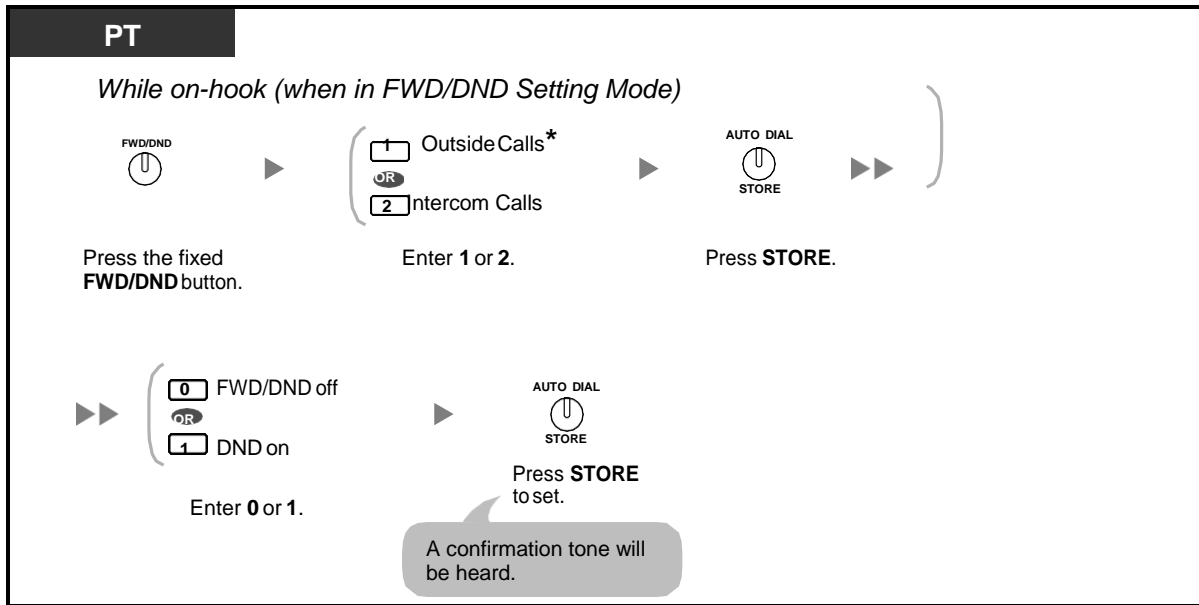 PT
While on-hook (when in FWD/DND Setting Mode)
FWD/DND
1 Outside Calls*
OR
2 Intercom Calls
AUTO DIAL
STORE
Press the fixed
FWD/DND button.
Enter 1 or 2.
Press STORE.
0 FWD/DND off
OR
1 DND on
AUTO DIAL
STORE
Enter 0 or 1.
Press STORE
to set.
A confirmation tone will
be heard.